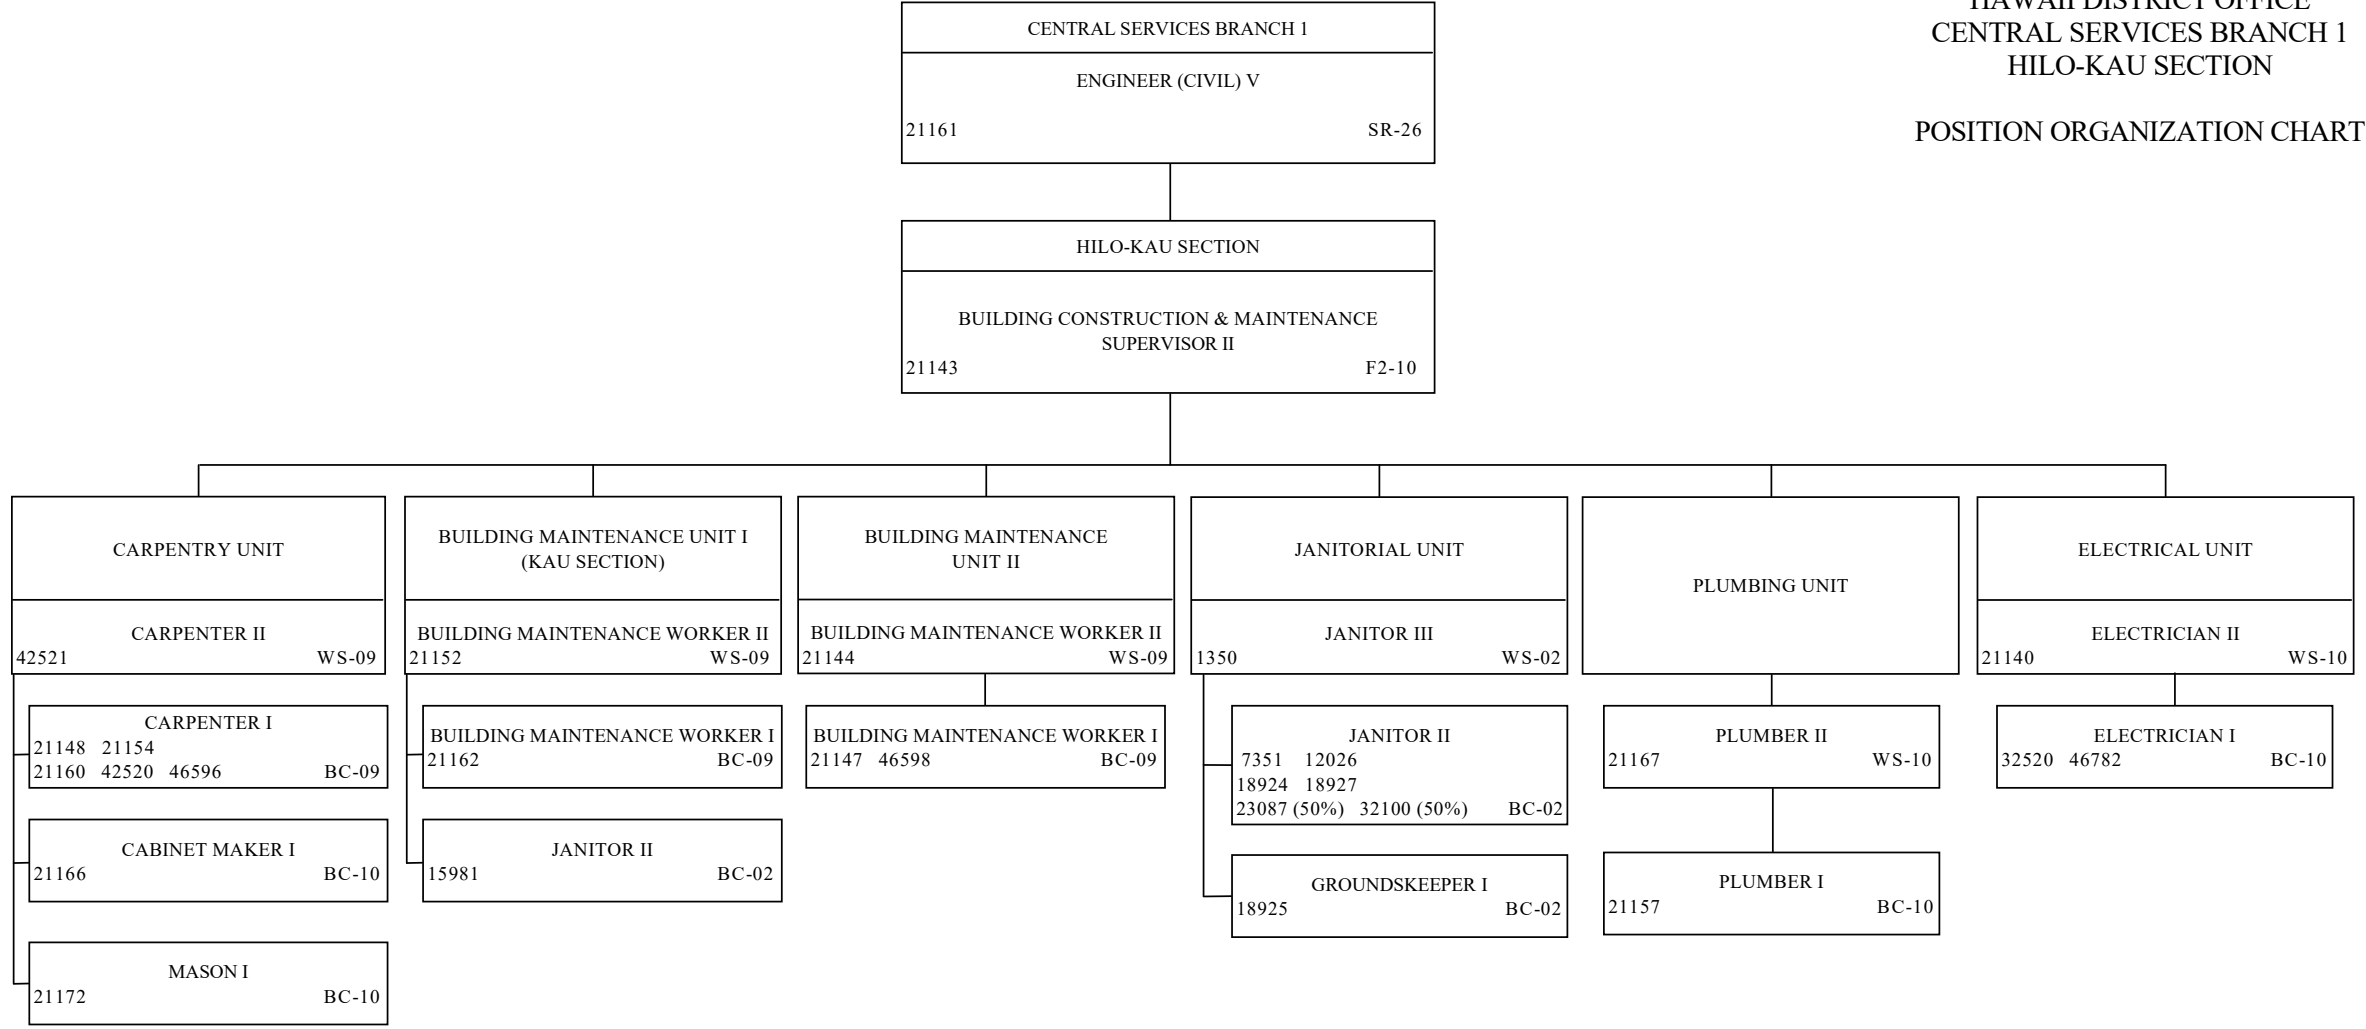 HAWAII DISTRICT OFFICE
CENTRAL SERVICES BRANCH 1
HILO-KAU SECTION
POSITION ORGANIZATION CHART
CENTRAL SERVICES BRANCH 1
ENGINEER (CIVIL) V
21161 SR-26
HILO-KAU SECTION
BUILDING CONSTRUCTION & MAINTENANCE
SUPERVISOR II
21143 F2-10
CARPENTRY UNIT
CARPENTER II
42521 WS-09
CARPENTER I
21148 21154
21160 42520 46596 BC-09
CABINET MAKER I
21166 BC-10
MASON I
21172 BC-10
BUILDING MAINTENANCE UNIT I
(KAU SECTION)
BUILDING MAINTENANCE WORKER II
21152 WS-09
BUILDING MAINTENANCE WORKER I
21162 BC-09
JANITOR II
15981 BC-02
BUILDING MAINTENANCE
UNIT II
BUILDING MAINTENANCE WORKER II
21144 WS-09
BUILDING MAINTENANCE WORKER I
21147 46598 BC-09
JANITORIAL UNIT
JANITOR III
1350 WS-02
JANITOR II
7351 12026
18924 18927
23087 (50%) 32100 (50%) BC-02
GROUNDSKEEPER I
18925 BC-02
PLUMBING UNIT
PLUMBER II
21167 WS-10
PLUMBER I
21157 BC-10
ELECTRICAL UNIT
ELECTRICIAN II
21140 WS-10
ELECTRICIAN I
32520 46782 BC-10